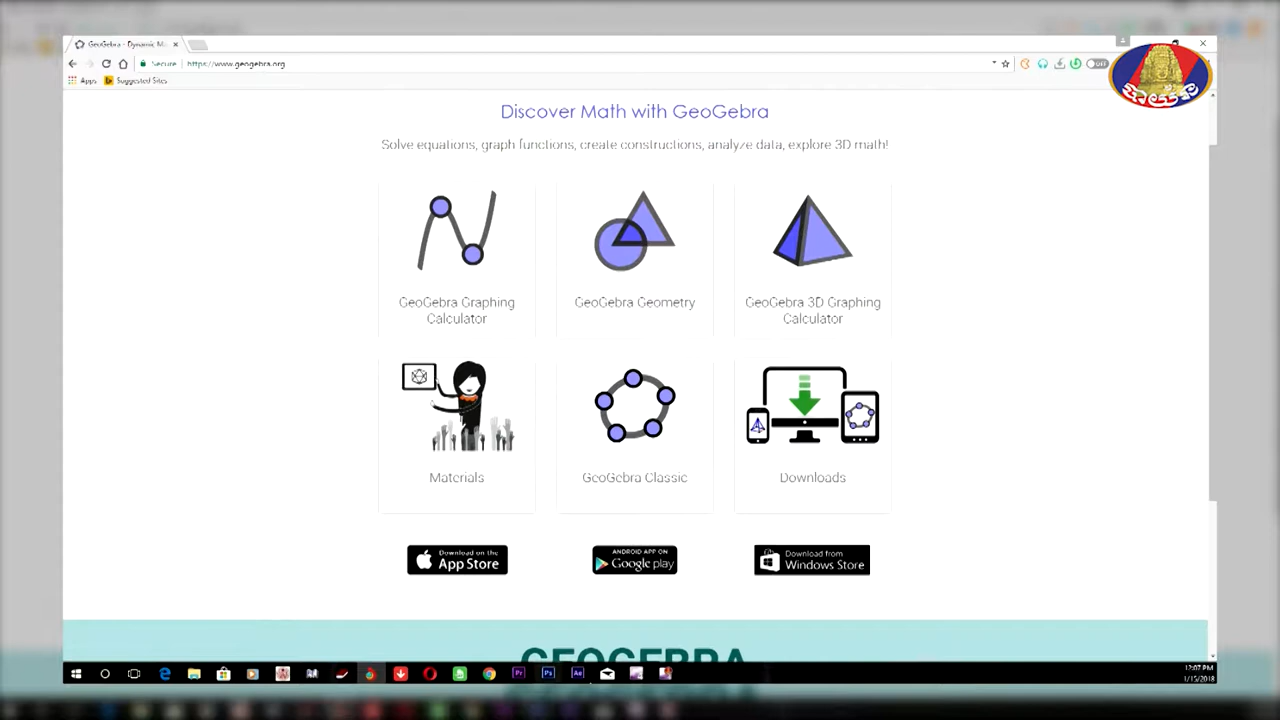 GeoGebra - Dynamic M
Secure https://www.geogebra.org
Apps Suggested Sites
Discover Math with GeoGebra
Solve equations, graph functions, create constructions, analyze data, explore 3D math!
GeoGebra Graphing
Calculator
GeoGebra Geometry
GeoGebra 3D Graphing
Calculator
Materials
GeoGebra Classic
Downloads
Download on the
App Store
ANDROID APP ON
Google play
Download from
Windows Store
GEOGEBRA
12:07 PM
1/15/2018